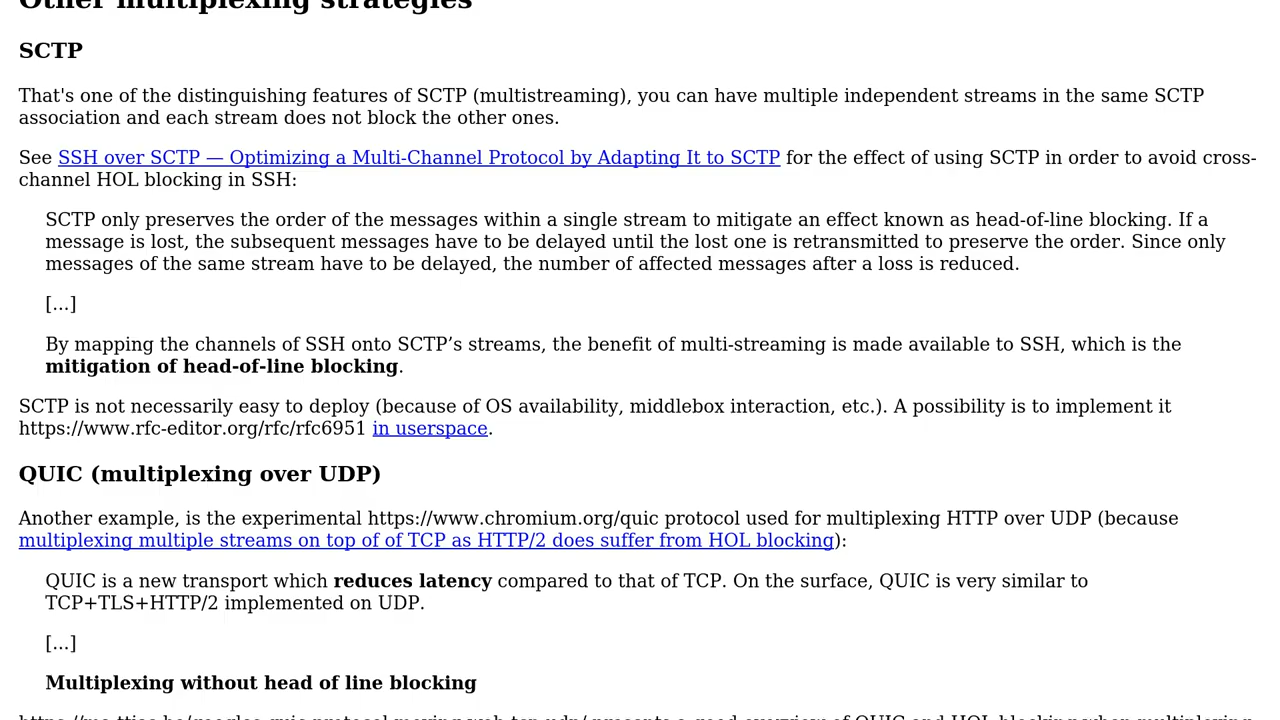 Other multiplexing strategies
SCTP
That's one of the distinguishing features of SCTP (multistreaming), you can have multiple independent streams in the same SCTP
association and each stream does not block the other ones.
See SSH over SCTP — Optimizing a Multi-Channel Protocol by Adapting It to SCTP for the effect of using SCTP in order to avoid cross-
channel HOL blocking in SSH:
SCTP only preserves the order of the messages within a single stream to mitigate an effect known as head-of-line blocking. If a
message is lost, the subsequent messages have to be delayed until the lost one is retransmitted to preserve the order. Since only
messages of the same stream have to be delayed, the number of affected messages after a loss is reduced.
[...]
By mapping the channels of SSH onto SCTP’s streams, the benefit of multi-streaming is made available to SSH, which is the
mitigation of head-of-line blocking.
SCTP is not necessarily easy to deploy (because of OS availability, middlebox interaction, etc.). A possibility is to implement it
https://www.rfc-editor.org/rfc/rfc6951 in userspace.
QUIC (multiplexing over UDP)
Another example, is the experimental https://www.chromium.org/quic protocol used for multiplexing HTTP over UDP (because
multiplexing multiple streams on top of of TCP as HTTP/2 does suffer from HOL blocking):
QUIC is a new transport which reduces latency compared to that of TCP. On the surface, QUIC is very similar to
TCP+TLS+HTTP/2 implemented on UDP.
[...]
Multiplexing without head of line blocking
presents a good overview of QUIC and HOL blocking when multiplexing